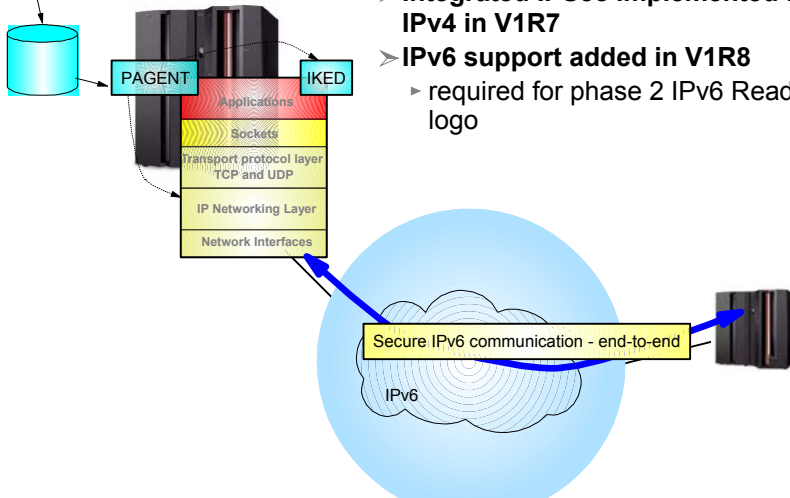 IPv4 in V1R7
➢IPv6 support added in V1R8
▸ required for phase 2 IPv6 Read
logo
PAGENT
IKED
Applications
Sockets
Transport protocol layer
TCP and UDP
IP Networking Layer
Network Interfaces
Secure IPv6 communication - end-to-end
IPv6